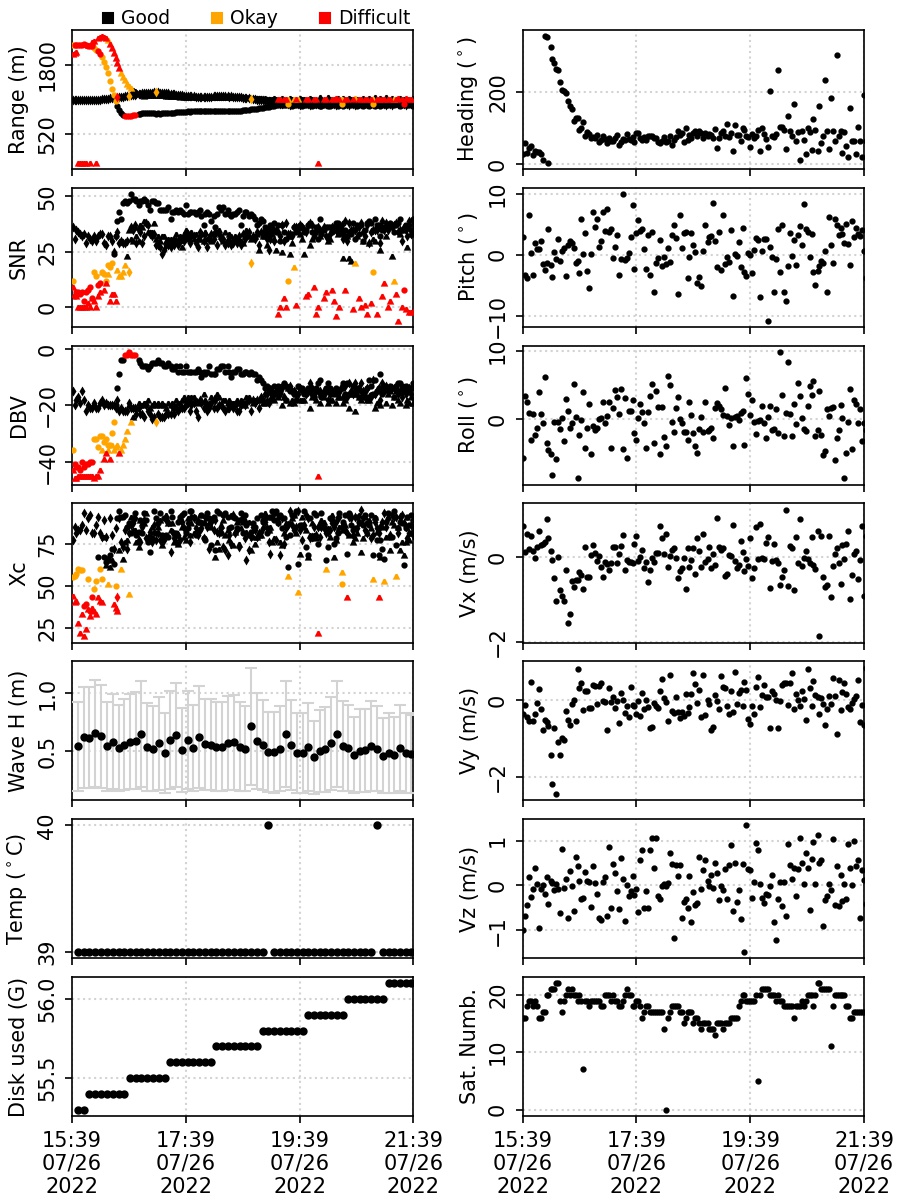 Good Okay Difficult
Range (m)
1800
520
Heading (°)
200
0
SNR
50
25
0
Pitch (°)
10
0
−10
DBV
0
−20
−40
Roll (°)
10
0
Xc
75
50
25
Vx (m/s)
0
−2
Wave H (m)
1.0
0.5
Vy (m/s)
0
−2
Temp (°C)
40
39
Vz (m/s)
1
0
−1
Disk used (G)
56.0
55.5
Sat. Numb.
20
10
0
15:39 17:39 19:39 21:39
07/26 07/26 07/26 07/26
2022 2022 2022 2022
15:39 17:39 19:39 21:39
07/26 07/26 07/26 07/26
2022 2022 2022 2022